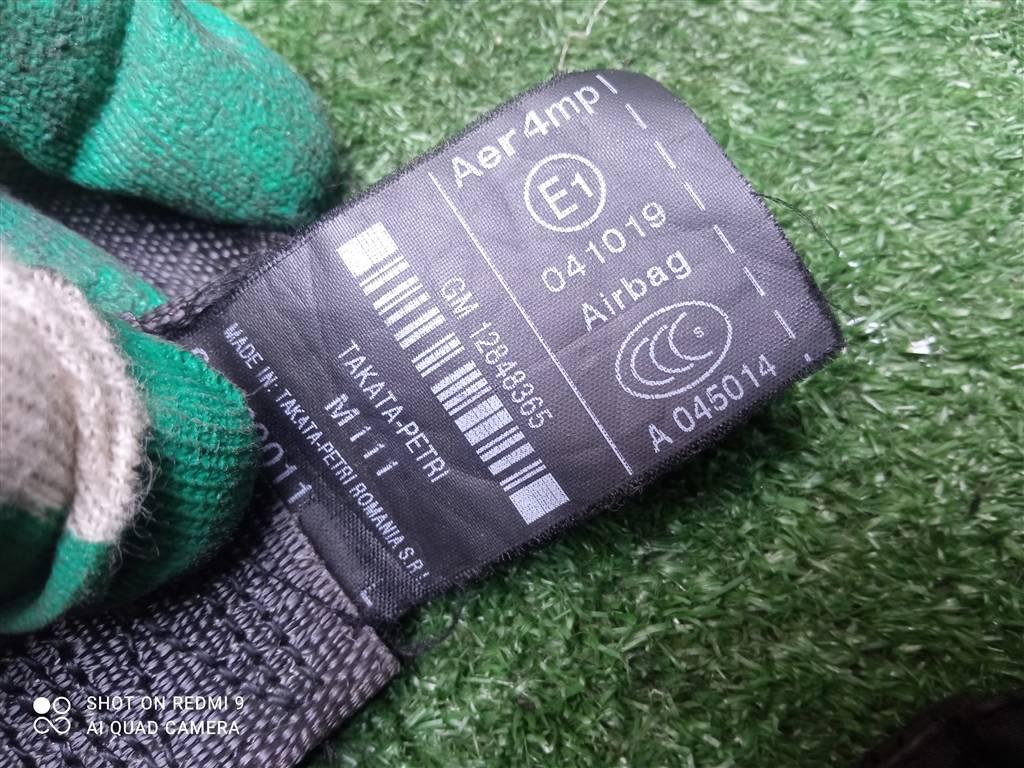 Aer4mp
E1
041019
Airbag
S
A 045014
GM 12848365
TAKATA-PETRI
M111
MADE IN: TAKATA-PETRI ROMANIA S.R.L
2011
SHOT ON REDMI 9
AI QUAD CAMERA